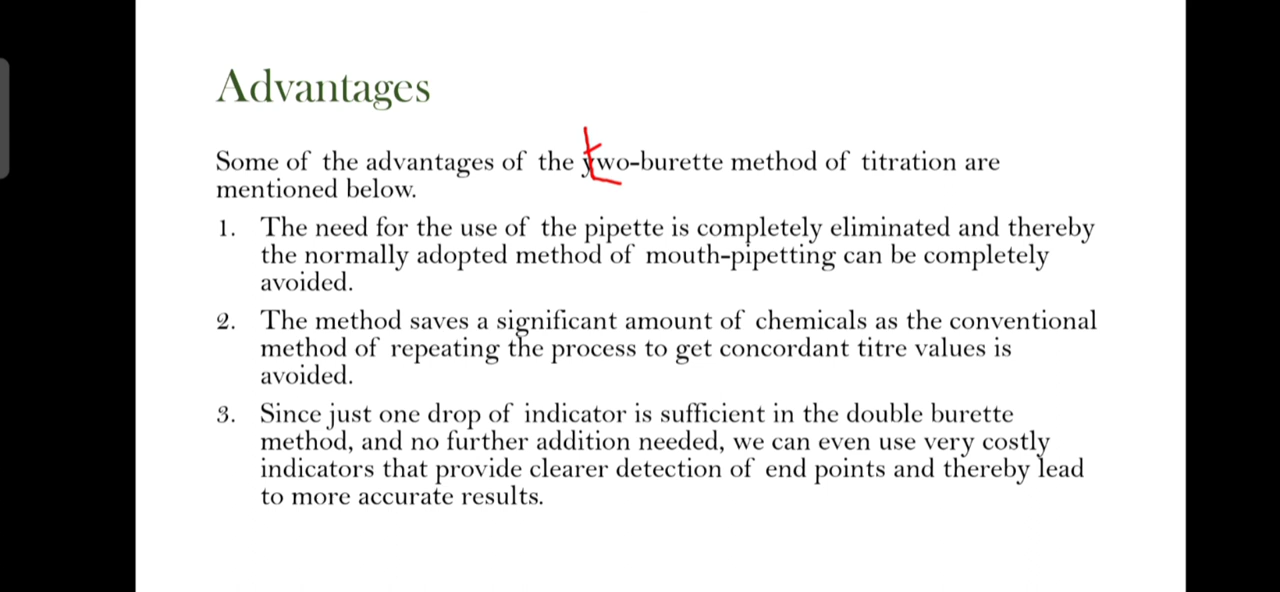 Advantages
Some of the advantages of the two-burette method of titration are
mentioned below.
1. The need for the use of the pipette is completely eliminated and thereby
the normally adopted method of mouth-pipetting can be completely
avoided.
2. The method saves a significant amount of chemicals as the conventional
method of repeating the process to get concordant titre values is
avoided.
3. Since just one drop of indicator is sufficient in the double burette
method, and no further addition needed, we can even use very costly
indicators that provide clearer detection of end points and thereby lead
to more accurate results.